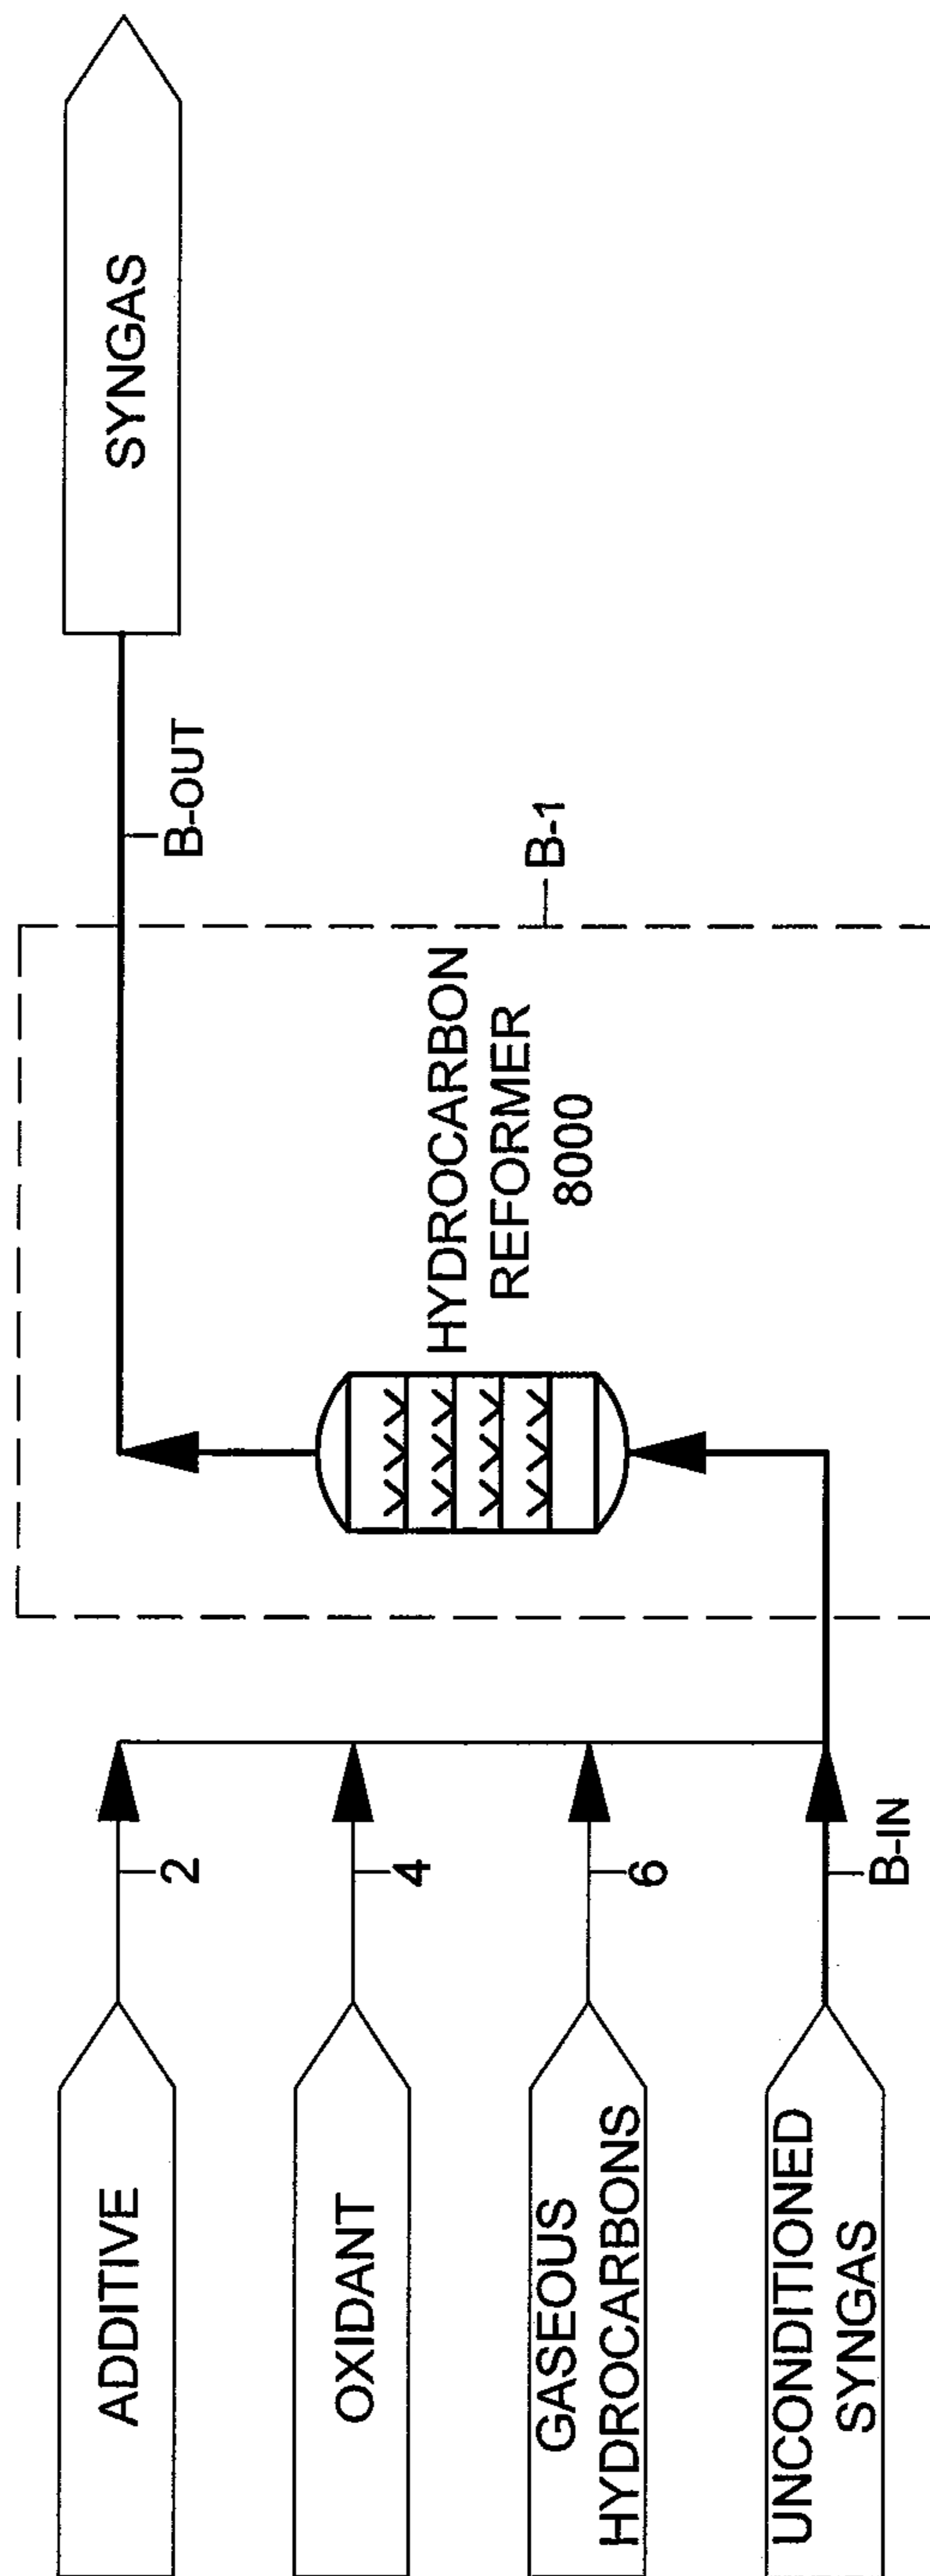 ADDITIVE
2
OXIDANT
4
GASEOUS
HYDROCARBONS
6
UNCONDITIONED
SYNGAS
B-IN
HYDROCARBON
REFORMER
8000
B-1
B-OUT
SYNGAS